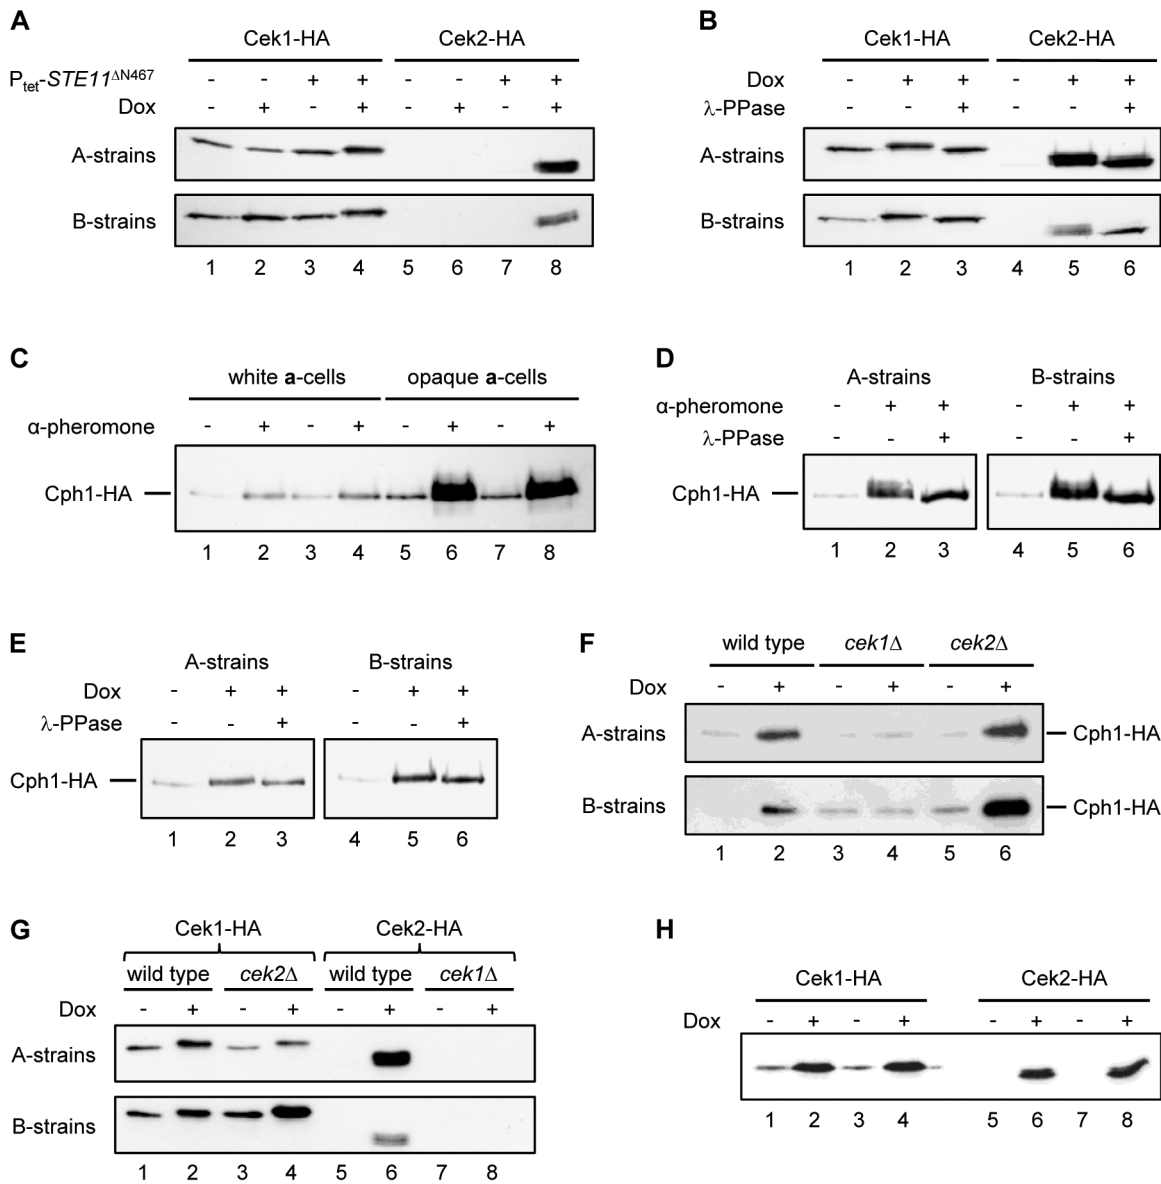 A
Cek1-HA Cek2-HA
Ptet-STE11ΔN467 - - + + - - + +
Dox - + - + - + - +
A-strains
B-strains
1 2 3 4 5 6 7 8
B
Cek1-HA Cek2-HA
Dox - + + - + +
λ-PPase - - + - - +
A-strains
B-strains
1 2 3 4 5 6
C
white a-cells opaque a-cells
α-pheromone - + - + - + - +
Cph1-HA
1 2 3 4 5 6 7 8
D
A-strains B-strains
α-pheromone - + + - + +
λ-PPase - - + - - +
Cph1-HA
1 2 3 4 5 6
E
A-strains B-strains
Dox - + + - + +
λ-PPase - - + - - +
Cph1-HA
1 2 3 4 5 6
F
wild type cek1Δ cek2Δ
Dox - + - + - +
A-strains Cph1-HA
B-strains Cph1-HA
1 2 3 4 5 6
G
Cek1-HA Cek2-HA
wild type cek2Δ wild type cek1Δ
Dox - + - + - + - +
A-strains
B-strains
1 2 3 4 5 6 7 8
H
Cek1-HA Cek2-HA
Dox - + - + - + - +
1 2 3 4 5 6 7 8